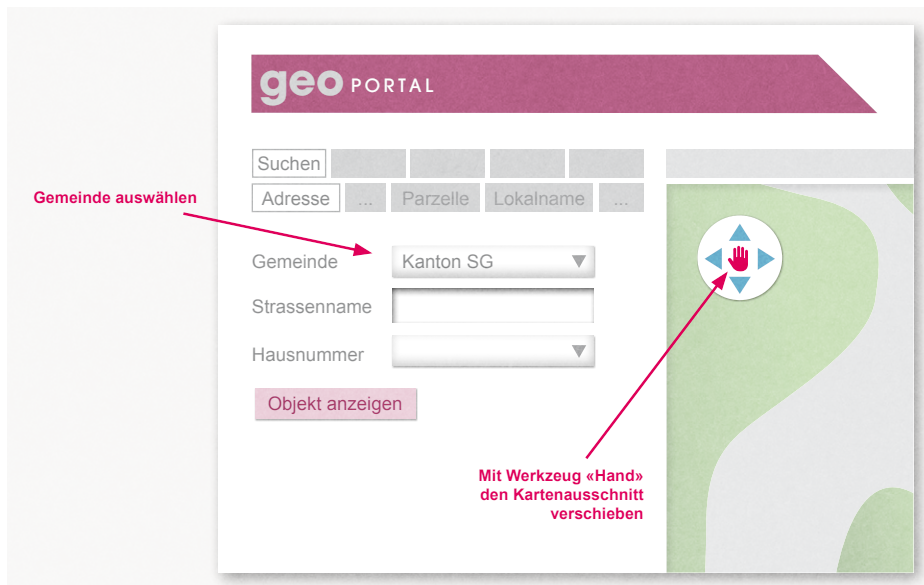 geo PORTAL
Suchen
Adresse ... Parzelle Lokalname ...
Gemeinde auswählen
Gemeinde Kanton SG
Strassenname
Hausnummer
Objekt anzeigen
Mit Werkzeug «Hand»
den Kartenausschnitt
verschieben